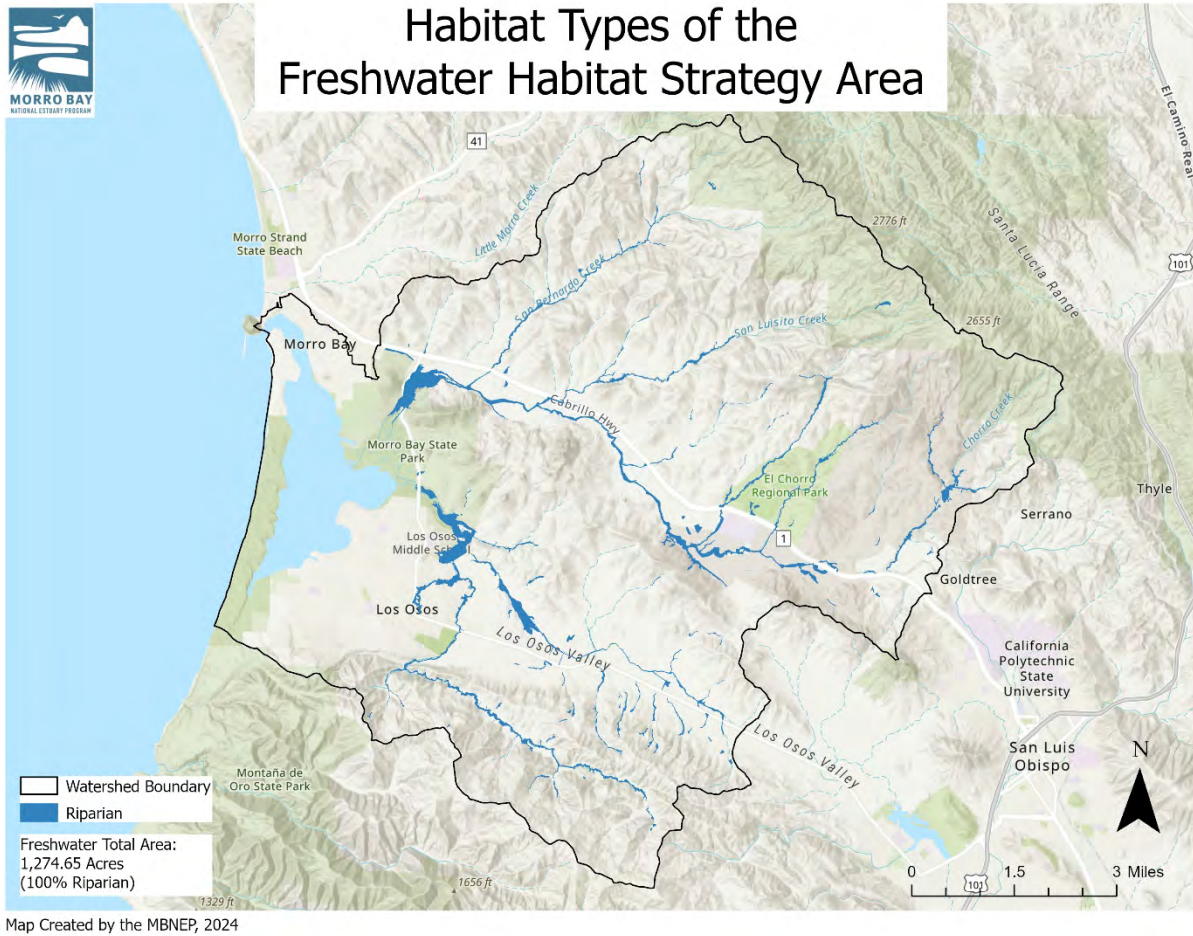 Habitat Types of the
Freshwater Habitat Strategy Area
MORRO BAY
NATIONAL ESTUARY PROGRAM
41
El Camino Real
Little Morro Creek
2776 ft
Santa Lucia Range
Morro Strand
State Beach
101
San Bernardo Creek
San Luisito Creek
2655 ft
Morro Bay
Cabrillo Hwy
Chorro Creek
Morro Bay State
Park
El Chorro
Regional Park
Thyle
Serrano
Los Osos
Middle School
1
Goldtree
Los Osos
Los Osos Valley
California
Polytechnic
State
University
Los Osos Valley
San Luis
Obispo
N
Montaña de
Oro State Park
Watershed Boundary
Riparian
Freshwater Total Area:
1,274.65 Acres
(100% Riparian)
1656 ft
1329 ft
0 1.5 3 Miles
101
Map Created by the MBNEP, 2024